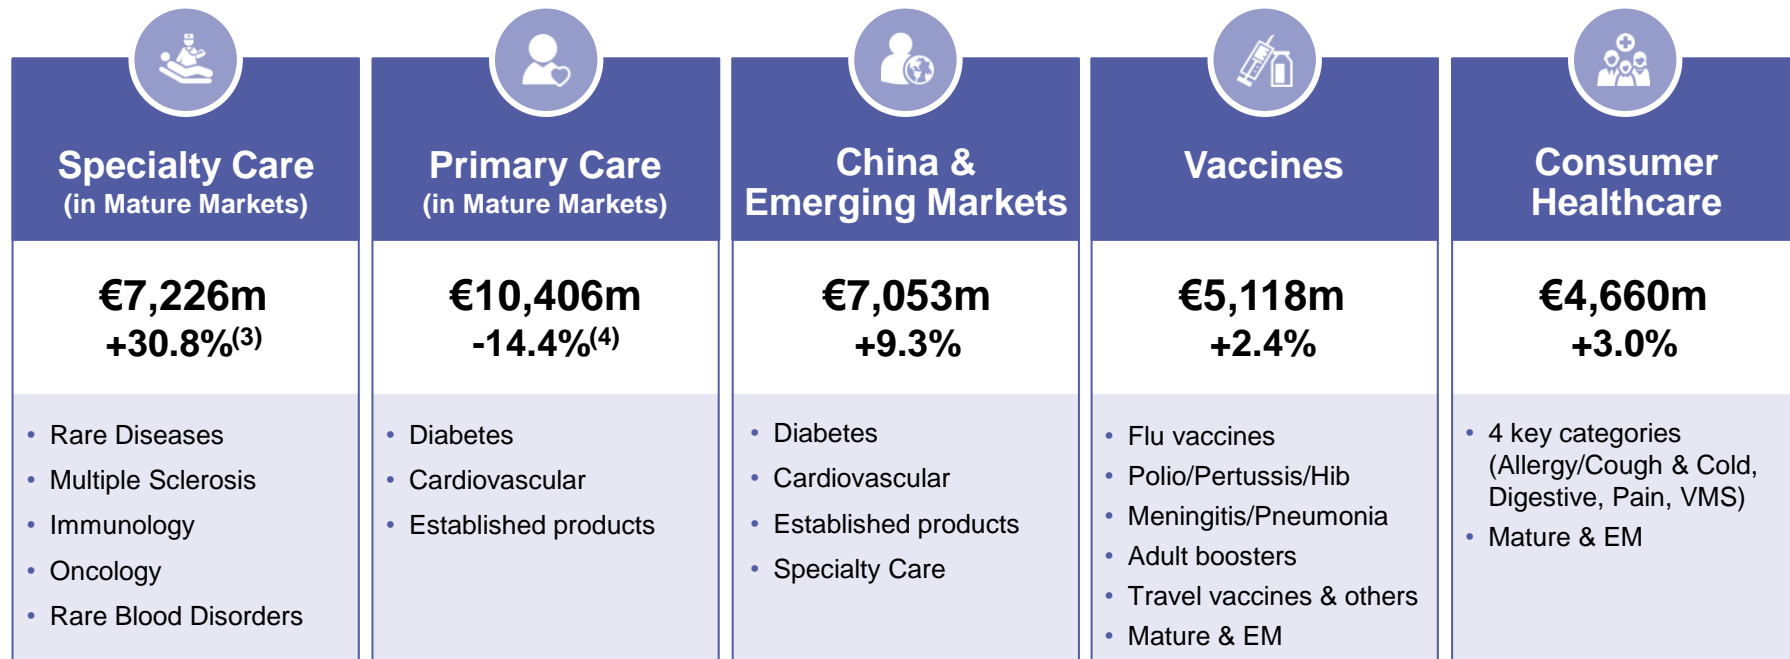 Specialty Care
(in Mature Markets)
€7,226m
+30.8%(3)
• Rare Diseases
• Multiple Sclerosis
• Immunology
• Oncology
• Rare Blood Disorders
Primary Care
(in Mature Markets)
€10,406m
-14.4%(4)
• Diabetes
• Cardiovascular
• Established products
China &
Emerging Markets
€7,053m
+9.3%
• Diabetes
• Cardiovascular
• Established products
• Specialty Care
Vaccines
€5,118m
+2.4%
• Flu vaccines
• Polio/Pertussis/Hib
• Meningitis/Pneumonia
• Adult boosters
• Travel vaccines & others
• Mature & EM
Consumer
Healthcare
€4,660m
+3.0%
• 4 key categories
(Allergy/Cough & Cold,
Digestive, Pain, VMS)
• Mature & EM